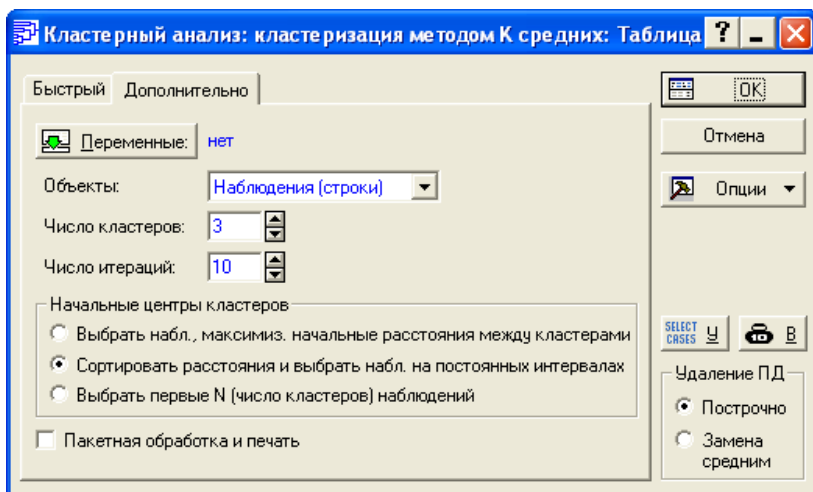 Кластерный анализ: кластеризация методом К средних: Таблица
Быстрый Дополнительно
Переменные: нет
Объекты: Наблюдения (строки)
Число кластеров: 3
Число итераций: 10
Начальные центры кластеров
Выбрать набл., максимиз. начальные расстояния между кластерами
Сортировать расстояния и выбрать набл. на постоянных интервалах
Выбрать первые N (число кластеров) наблюдений
Пакетная обработка и печать
OK
Отмена
Опции
SELECT CASES У В
Удаление ПД
Построчно
Замена
средним